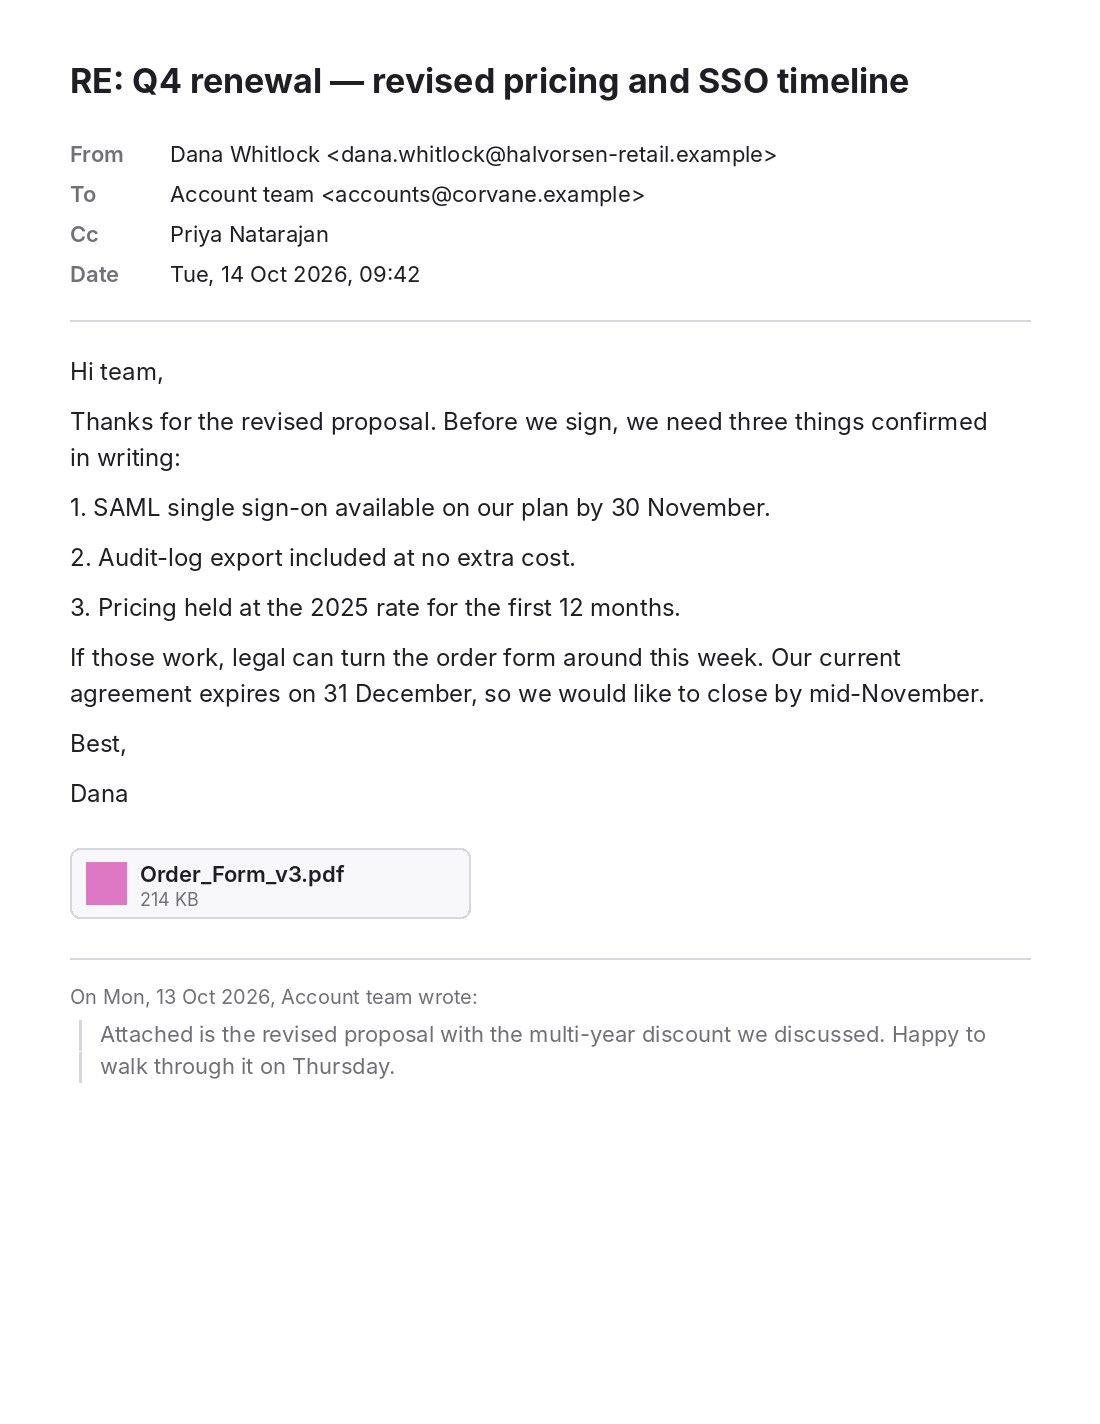 RE: Q4 renewal — revised pricing and SSO timeline
From Dana Whitlock <dana.whitlock@halvorsen-retail.example>
To Account team <accounts@corvane.example>
Cc Priya Natarajan
Date Tue, 14 Oct 2026, 09:42
Hi team,
Thanks for the revised proposal. Before we sign, we need three things confirmed
in writing:
1. SAML single sign-on available on our plan by 30 November.
2. Audit-log export included at no extra cost.
3. Pricing held at the 2025 rate for the first 12 months.
If those work, legal can turn the order form around this week. Our current
agreement expires on 31 December, so we would like to close by mid-November.
Best,
Dana
Order_Form_v3.pdf
214 KB
On Mon, 13 Oct 2026, Account team wrote:
Attached is the revised proposal with the multi-year discount we discussed. Happy to
walk through it on Thursday.